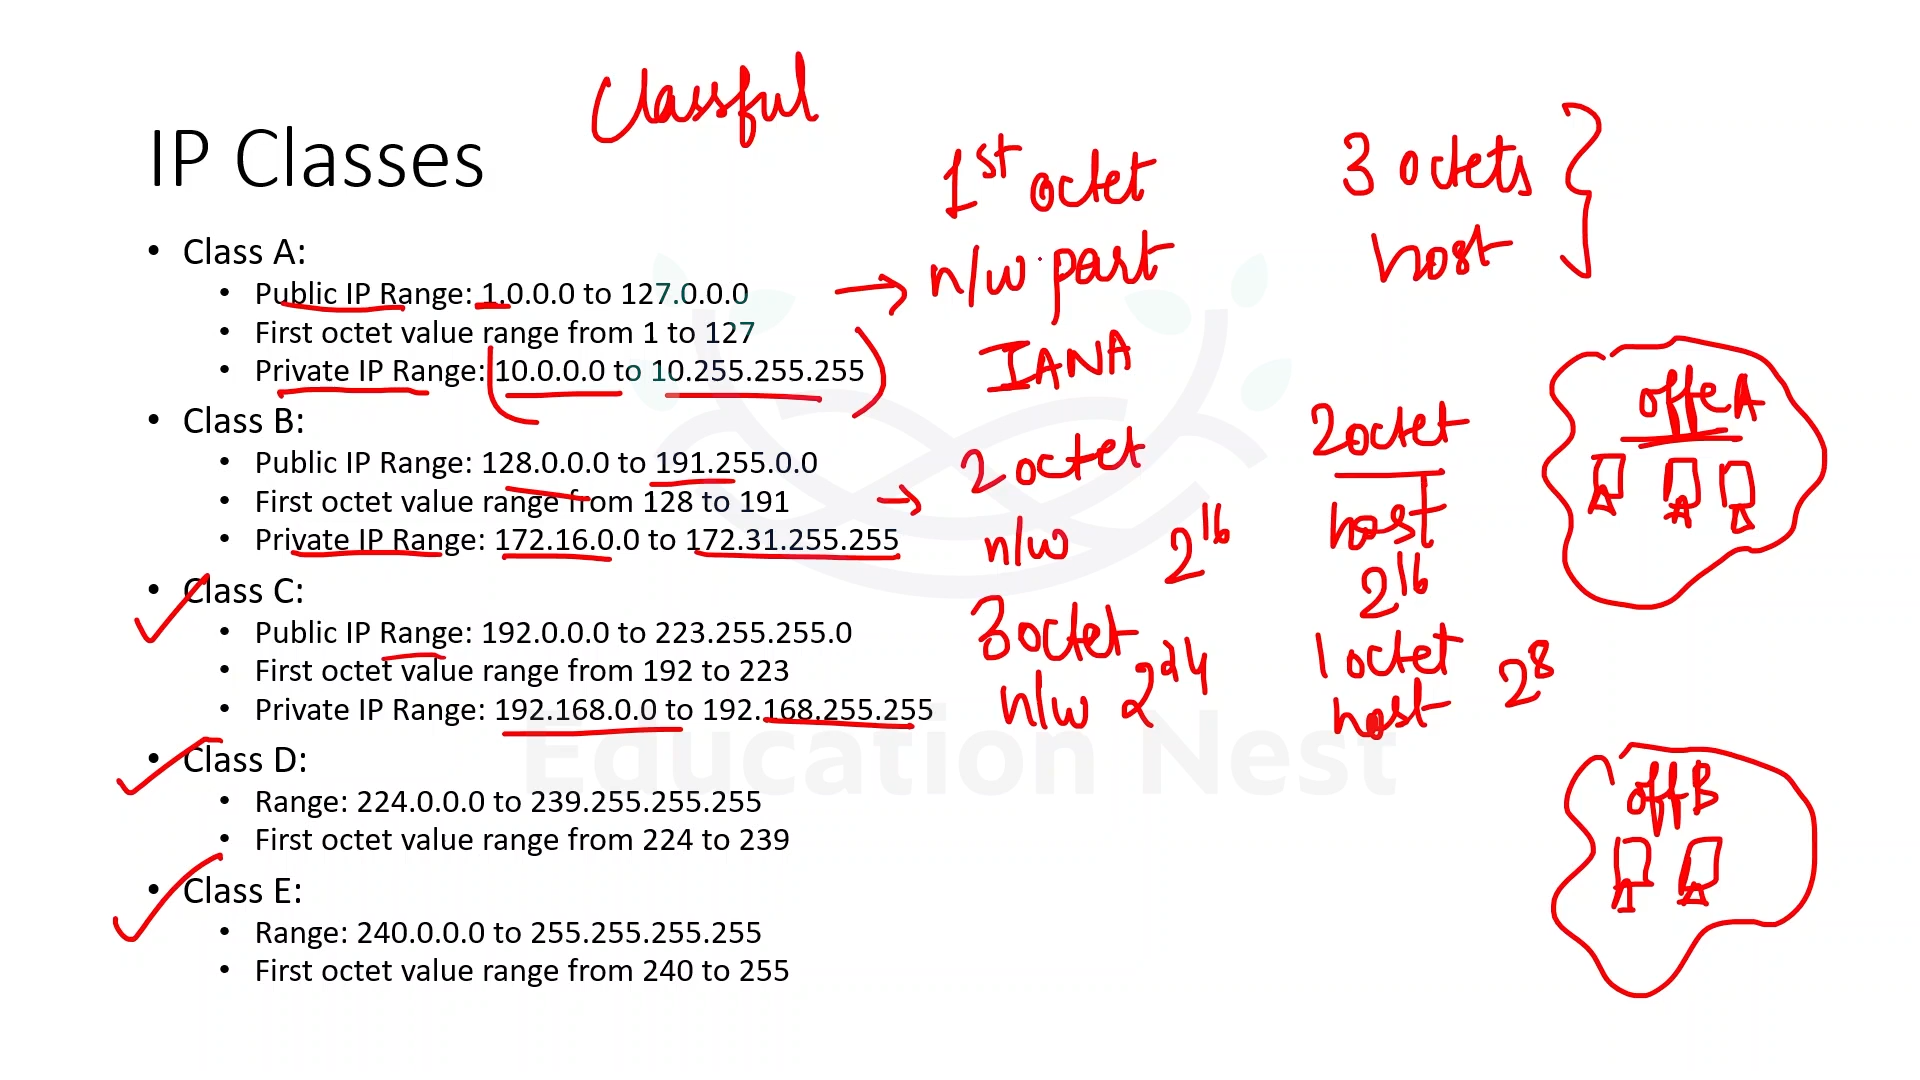 Classful
IP Classes
• Class A:
• Public IP Range: 1.0.0.0 to 127.0.0.0
• First octet value range from 1 to 127
• Private IP Range: 10.0.0.0 to 10.255.255.255
• Class B:
• Public IP Range: 128.0.0.0 to 191.255.0.0
• First octet value range from 128 to 191
• Private IP Range: 172.16.0.0 to 172.31.255.255
• Class C:
• Public IP Range: 192.0.0.0 to 223.255.255.0
• First octet value range from 192 to 223
• Private IP Range: 192.168.0.0 to 192.168.255.255
• Class D:
• Range: 224.0.0.0 to 239.255.255.255
• First octet value range from 224 to 239
• Class E:
• Range: 240.0.0.0 to 255.255.255.255
• First octet value range from 240 to 255
1st octet
n/w part
IANA
2 octet
n/w 2^16
3 octet
n/w 2^24
3 octets
host
2 octet
host
2^16
1 octet
host 2^8
offce A
off B
Education Nest